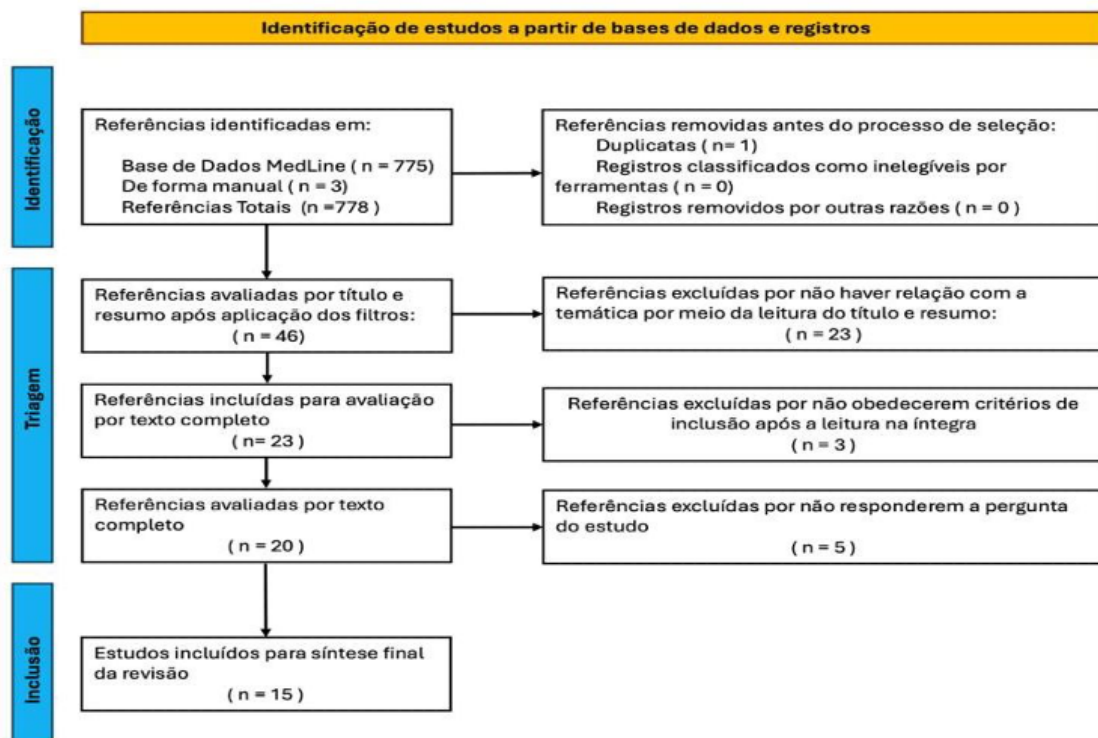 Identificação de estudos a partir de bases de dados e registros
Identificação
Referências identificadas em:
Base de Dados MedLine ( n = 775)
De forma manual ( n = 3)
Referências Totais (n =778 )
Referências removidas antes do processo de seleção:
Duplicatas ( n= 1)
Registros classificados como inelegíveis por
ferramentas ( n = 0)
Registros removidos por outras razões ( n = 0 )
Triagem
Referências avaliadas por título e
resumo após aplicação dos filtros:
( n = 46)
Referências excluídas por não haver relação com a
temática por meio da leitura do título e resumo:
( n = 23 )
Referências incluídas para avaliação
por texto completo
( n= 23 )
Referências excluídas por não obedecerem critérios de
inclusão após a leitura na íntegra
( n = 3 )
Referências avaliadas por texto
completo
( n = 20 )
Referências excluídas por não responderem a pergunta
do estudo
( n = 5 )
Inclusão
Estudos incluídos para síntese final
da revisão
( n = 15 )